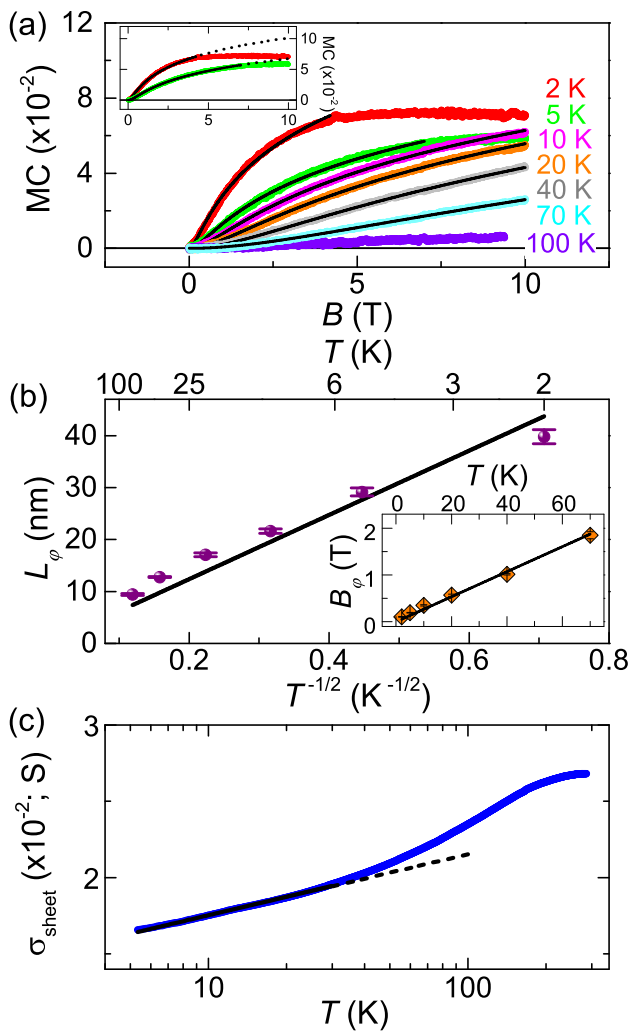 (a)
12
8
4
0
MC (x10⁻²)
10
5
0
MC (x10⁻²)
0 5 10
2 K
5 K
10 K
20 K
40 K
70 K
100 K
0 5 10
B (T)
T (K)
100 25 6 3 2
(b)
40
30
20
10
0
Lφ (nm)
T (K)
0 20 40 60
2
1
0
Bφ (T)
0.2 0.4 0.6 0.8
T⁻¹/² (K⁻¹/²)
(c)
3
2
σsheet (x10⁻²; S)
10 100
T (K)